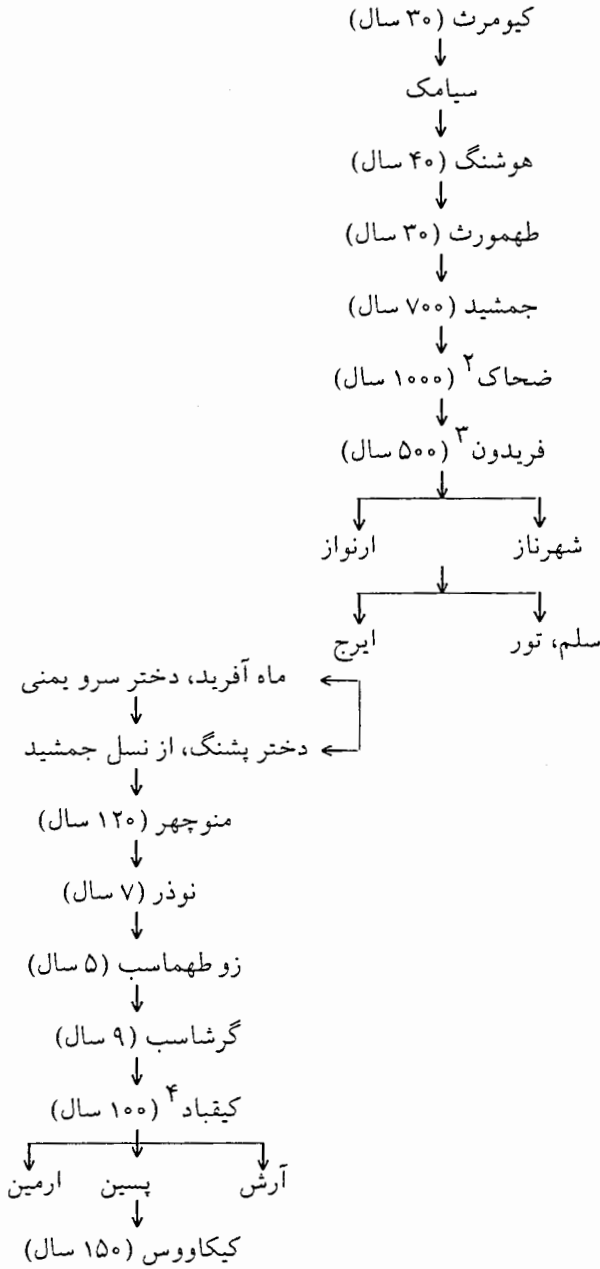 کیومرث (۳۰ سال)
سیامک
هوشنگ (۴۰ سال)
طهمورث (۳۰ سال)
جمشید (۷۰۰ سال)
ضحاک۲ (۱۰۰۰ سال)
فریدون۳ (۵۰۰ سال)
شهرناز ارنواز
سلم، تور ایرج
ماه آفرید، دختر سرو یمنی
دختر پشنگ، از نسل جمشید
منوچهر (۱۲۰ سال)
نوذر (۷ سال)
زو طهماسب (۵ سال)
گرشاسب (۹ سال)
کیقباد۴ (۱۰۰ سال)
آرش پسین ارمین
کیکاووس (۱۵۰ سال)